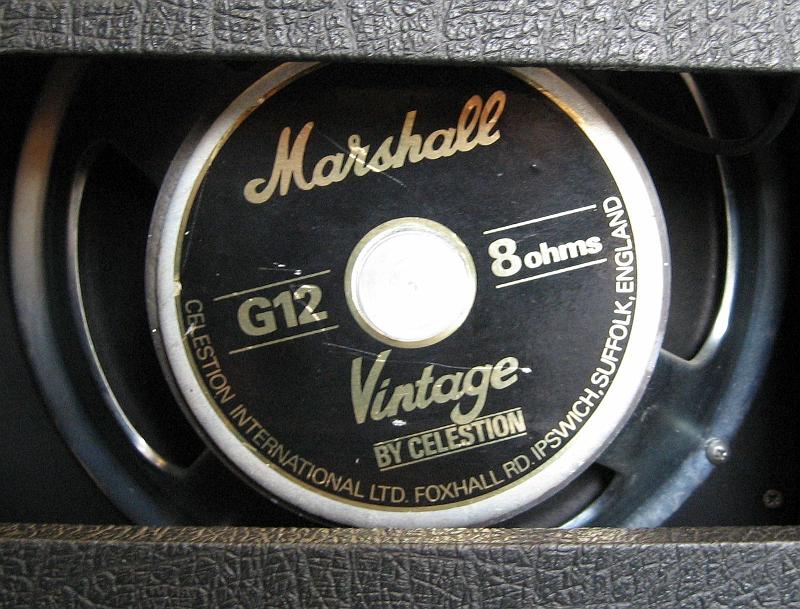 Marshall
G12
8 ohms
Vintage
BY CELESTION
CELESTION INTERNATIONAL LTD. FOXHALL RD. IPSWICH, SUFFOLK, ENGLAND